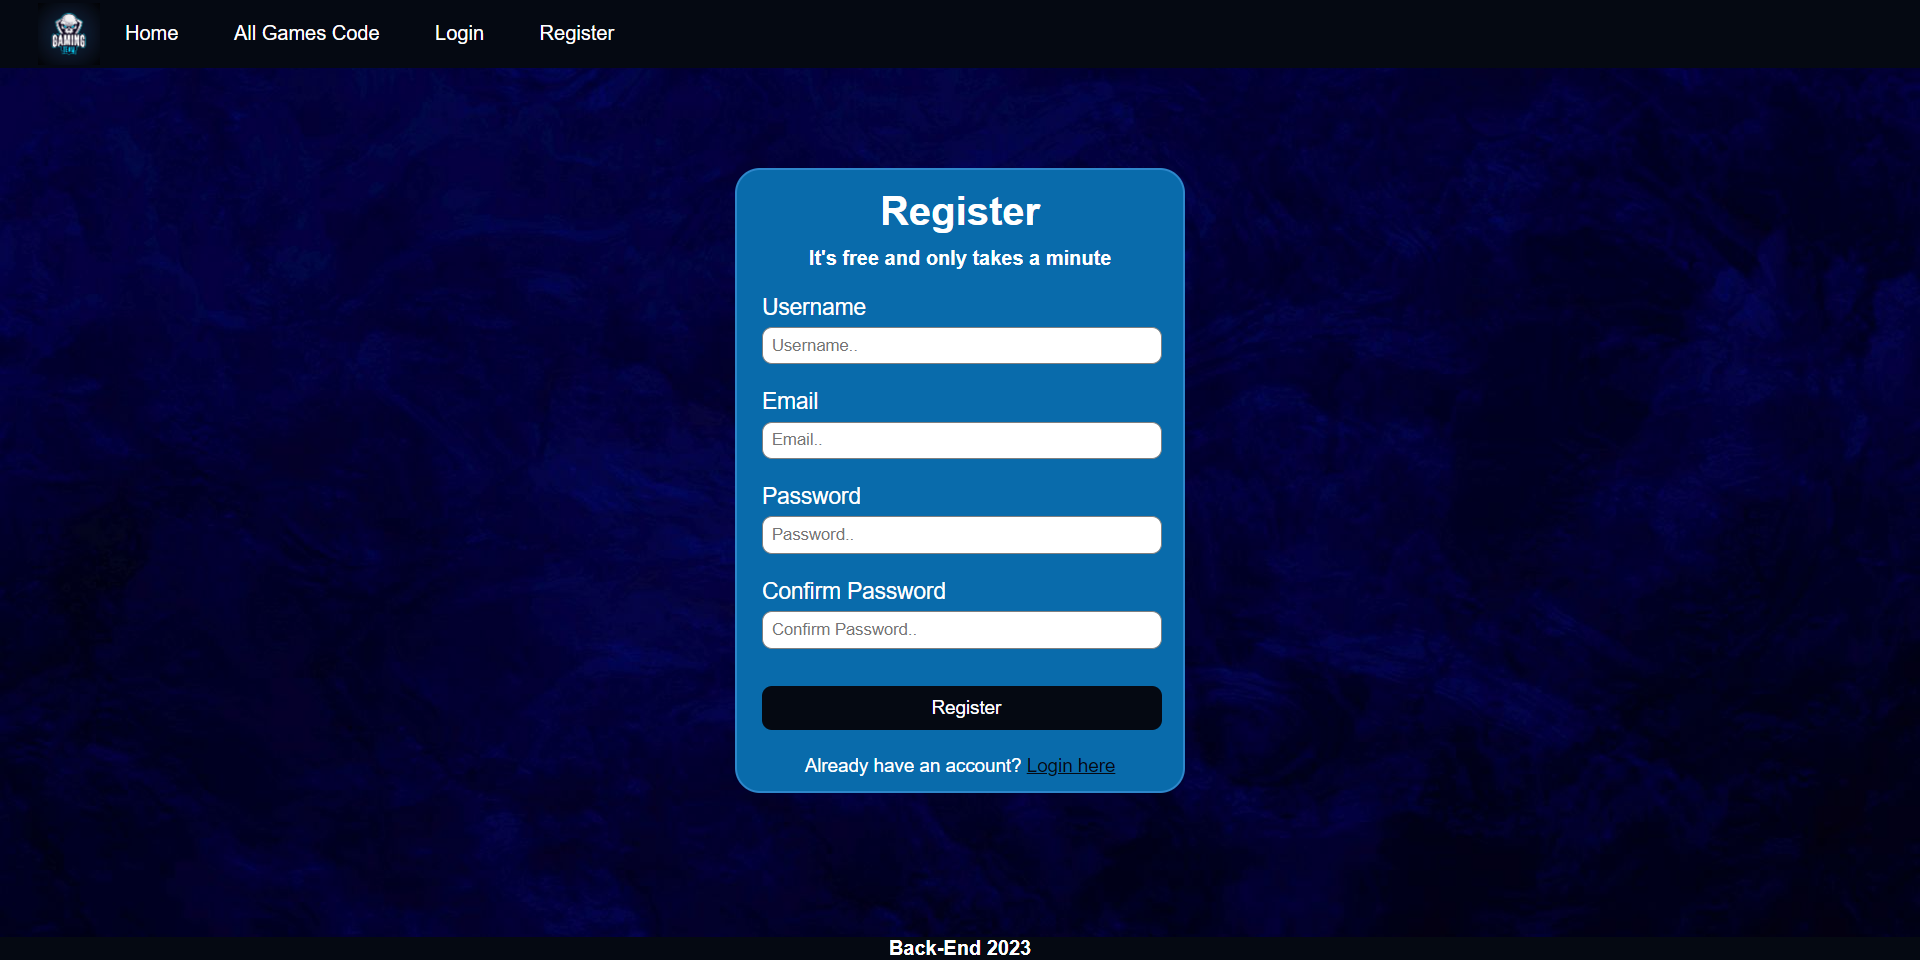 GAMING
Home
All Games Code
Login
Register
Register
It's free and only takes a minute
Username
Username..
Email
Email..
Password
Password..
Confirm Password
Confirm Password..
Register
Already have an account? Login here
Back-End 2023